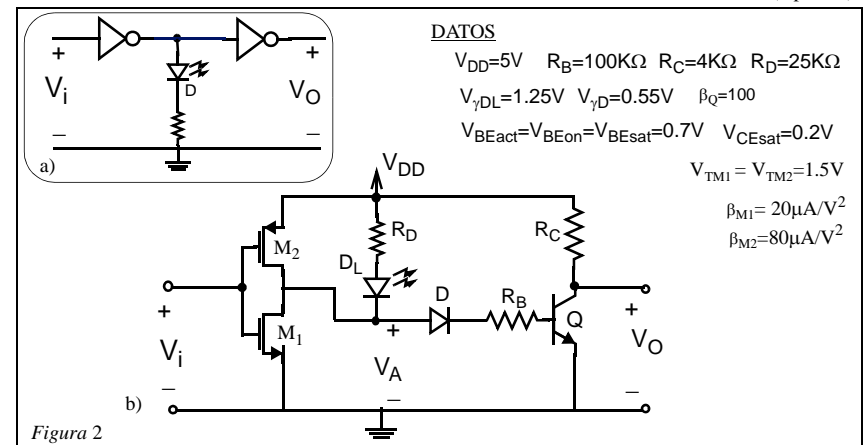 a)
+
+
V_i
D
V_O
−
−
DATOS
V_DD=5V R_B=100KΩ R_C=4KΩ R_D=25KΩ
V_γDL=1.25V V_γD=0.55V β_Q=100
V_BEact=V_BEon=V_BEsat=0.7V V_CEsat=0.2V
V_TM1 = V_TM2=1.5V
β_M1= 20μA/V²
β_M2=80μA/V²
V_DD
R_D
R_C
M_2
D_L
D
R_B
Q
+
+
+
M_1
V_i
V_A
V_O
−
−
−
b)
Figura 2